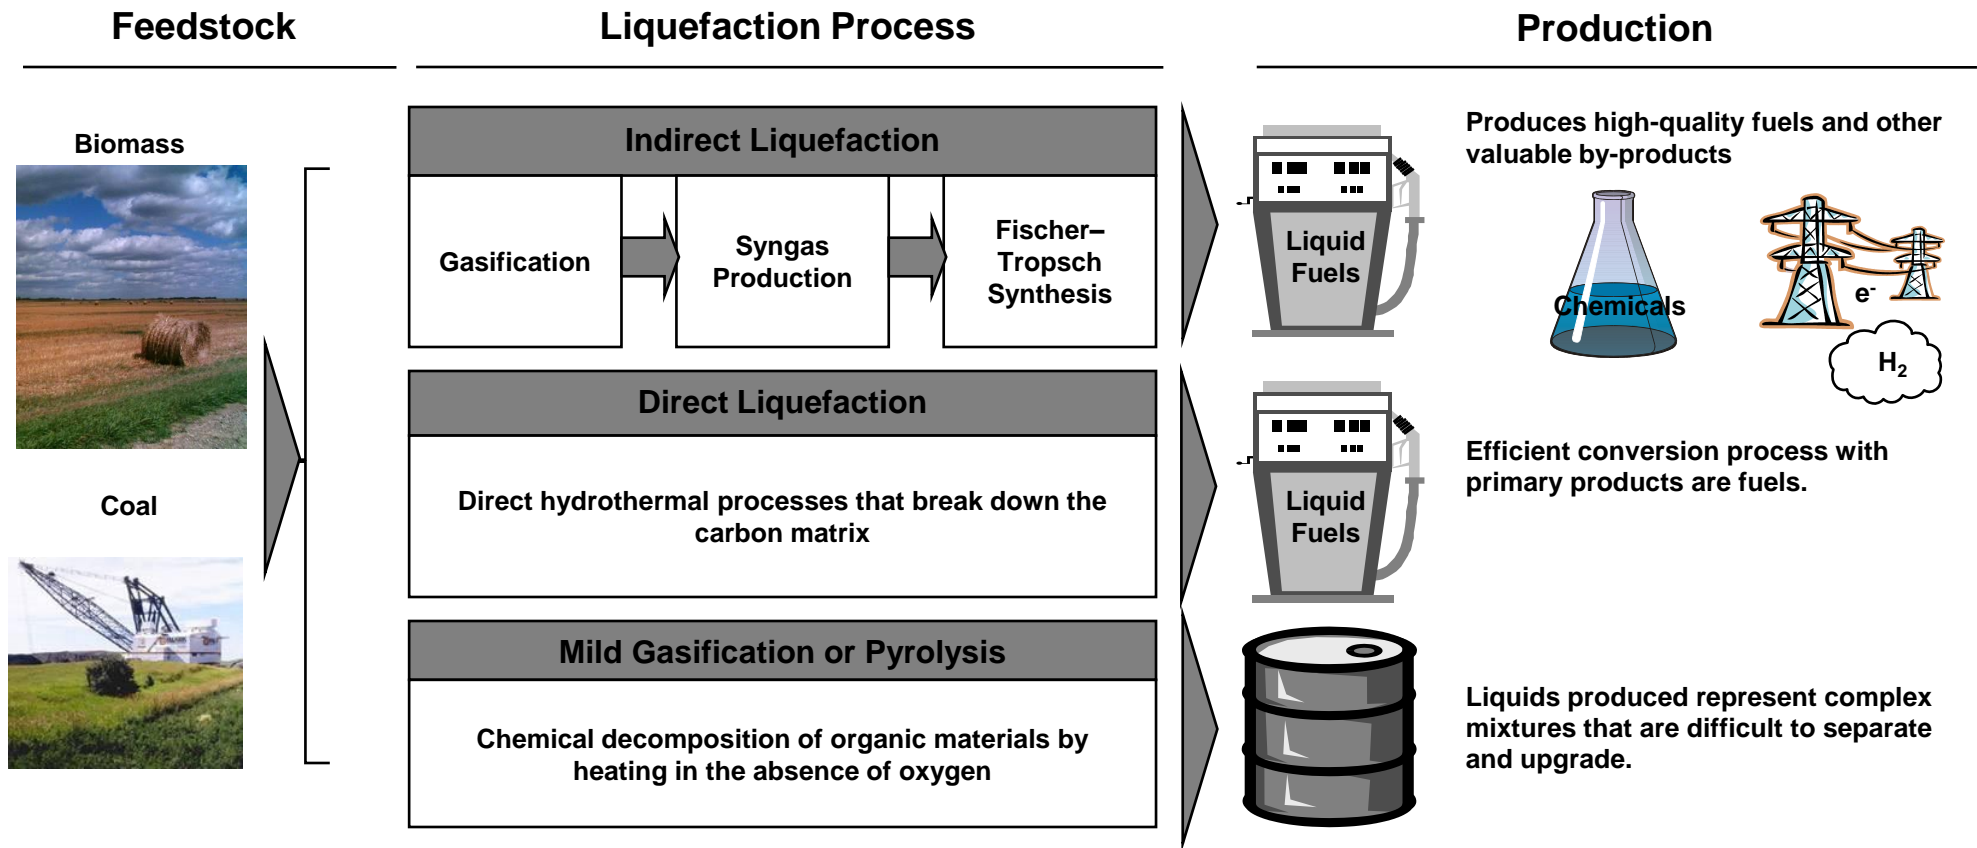 Feedstock
Liquefaction Process
Production
Biomass
Coal
Indirect Liquefaction
Gasification
Syngas
Production
Fischer–
Tropsch
Synthesis
Liquid
Fuels
Produces high-quality fuels and other
valuable by-products
Chemicals
e-
H2
Direct Liquefaction
Direct hydrothermal processes that break down the
carbon matrix
Liquid
Fuels
Efficient conversion process with
primary products are fuels.
Mild Gasification or Pyrolysis
Chemical decomposition of organic materials by
heating in the absence of oxygen
Liquids produced represent complex
mixtures that are difficult to separate
and upgrade.